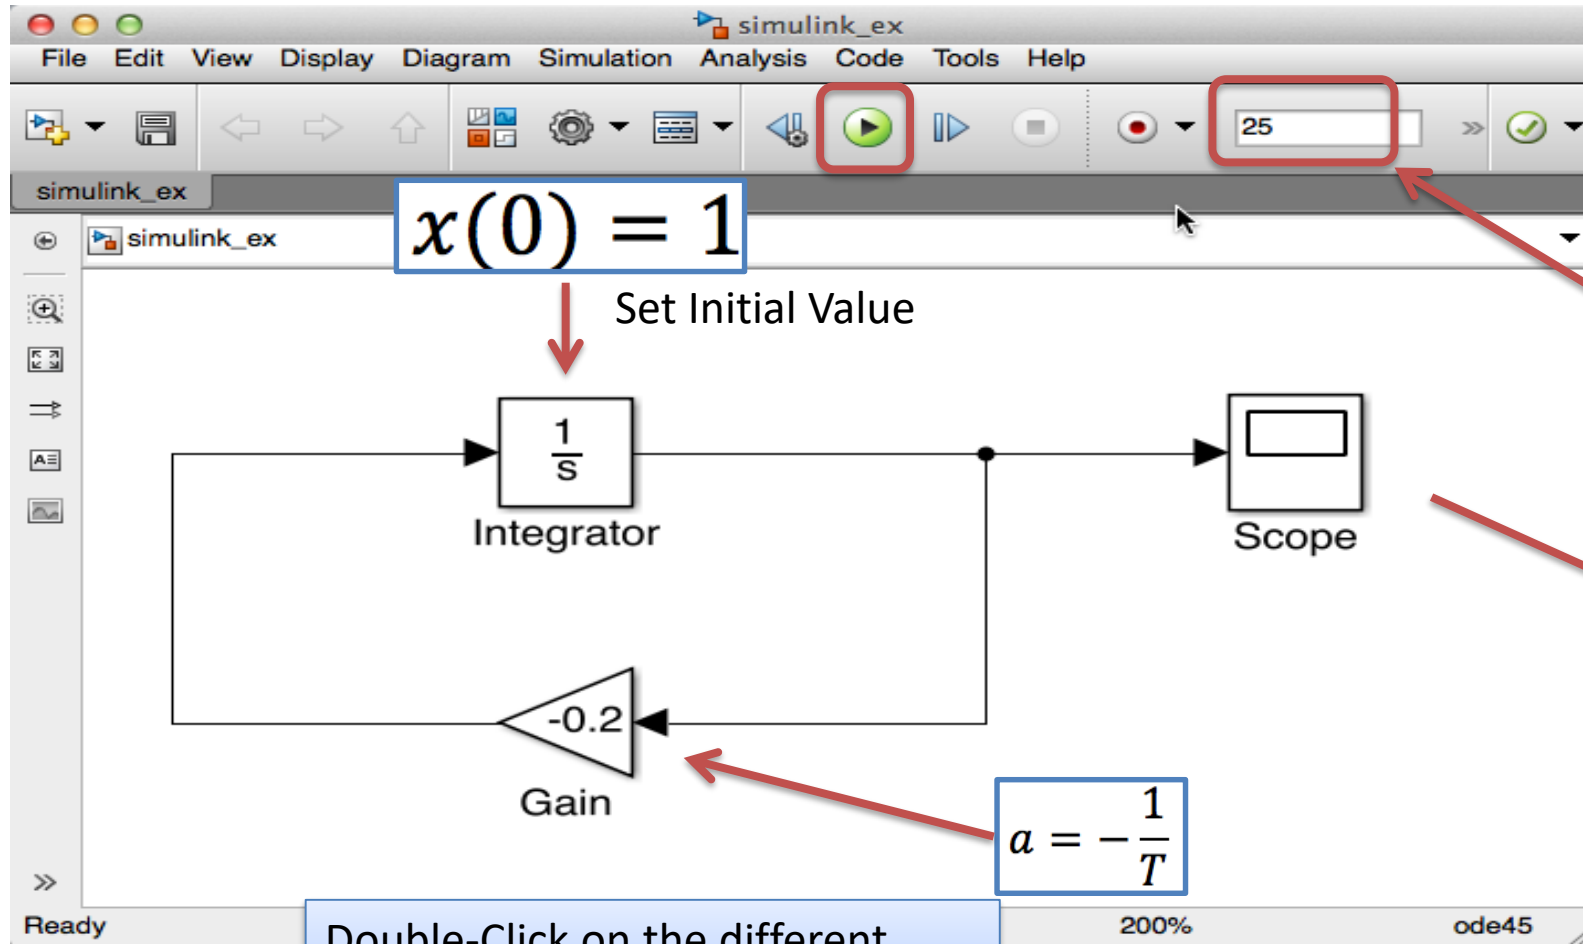 simulink_ex
File Edit View Display Diagram Simulation Analysis Code Tools Help
25
simulink_ex
simulink_ex
x(0) = 1
Set Initial Value
1
s
Integrator
Scope
-0.2
Gain
a = -1/T
Double-Click on the different
Ready 200% ode45